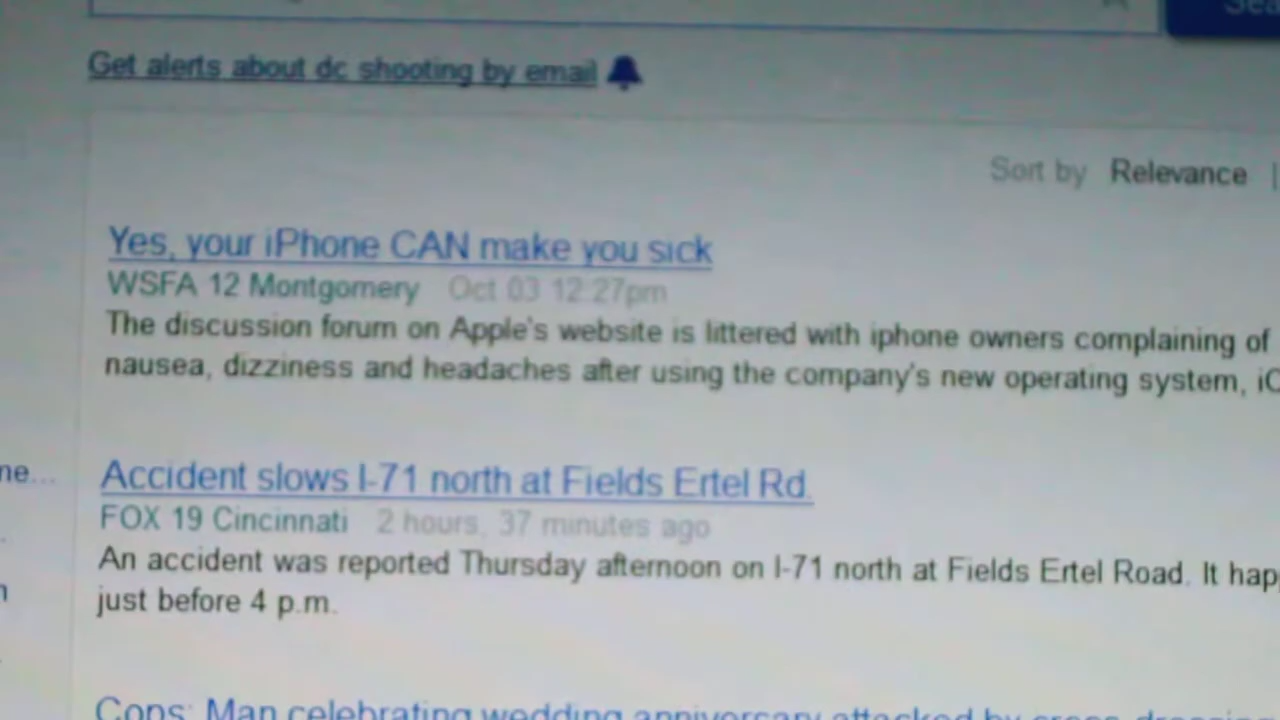 Get alerts about dc shooting by email
Sort by Relevance |
Yes, your iPhone CAN make you sick
WSFA 12 Montgomery Oct 03 12:27pm
The discussion forum on Apple's website is littered with iphone owners complaining of
nausea, dizziness and headaches after using the company's new operating system,
ne...
Accident slows I-71 north at Fields Ertel Rd.
FOX 19 Cincinnati 2 hours, 37 minutes ago
An accident was reported Thursday afternoon on I-71 north at Fields Ertel Road. It
just before 4 p.m.
Cops: Man celebrating wedding anniversary attacked by